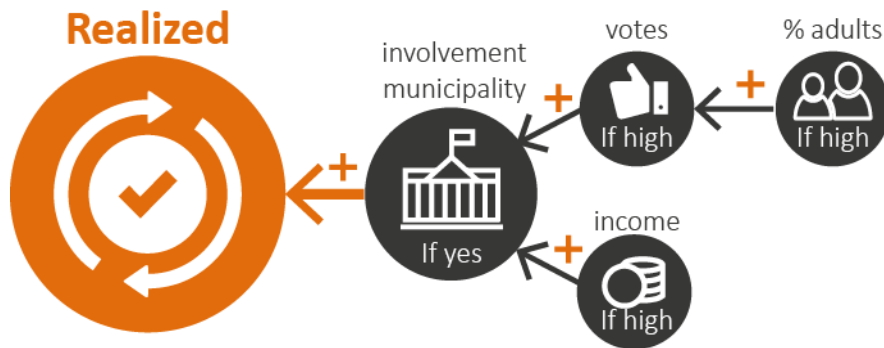 Realized
involvement
municipality
votes
% adults
+
+
If high
If high
+
If yes
income
+
If high